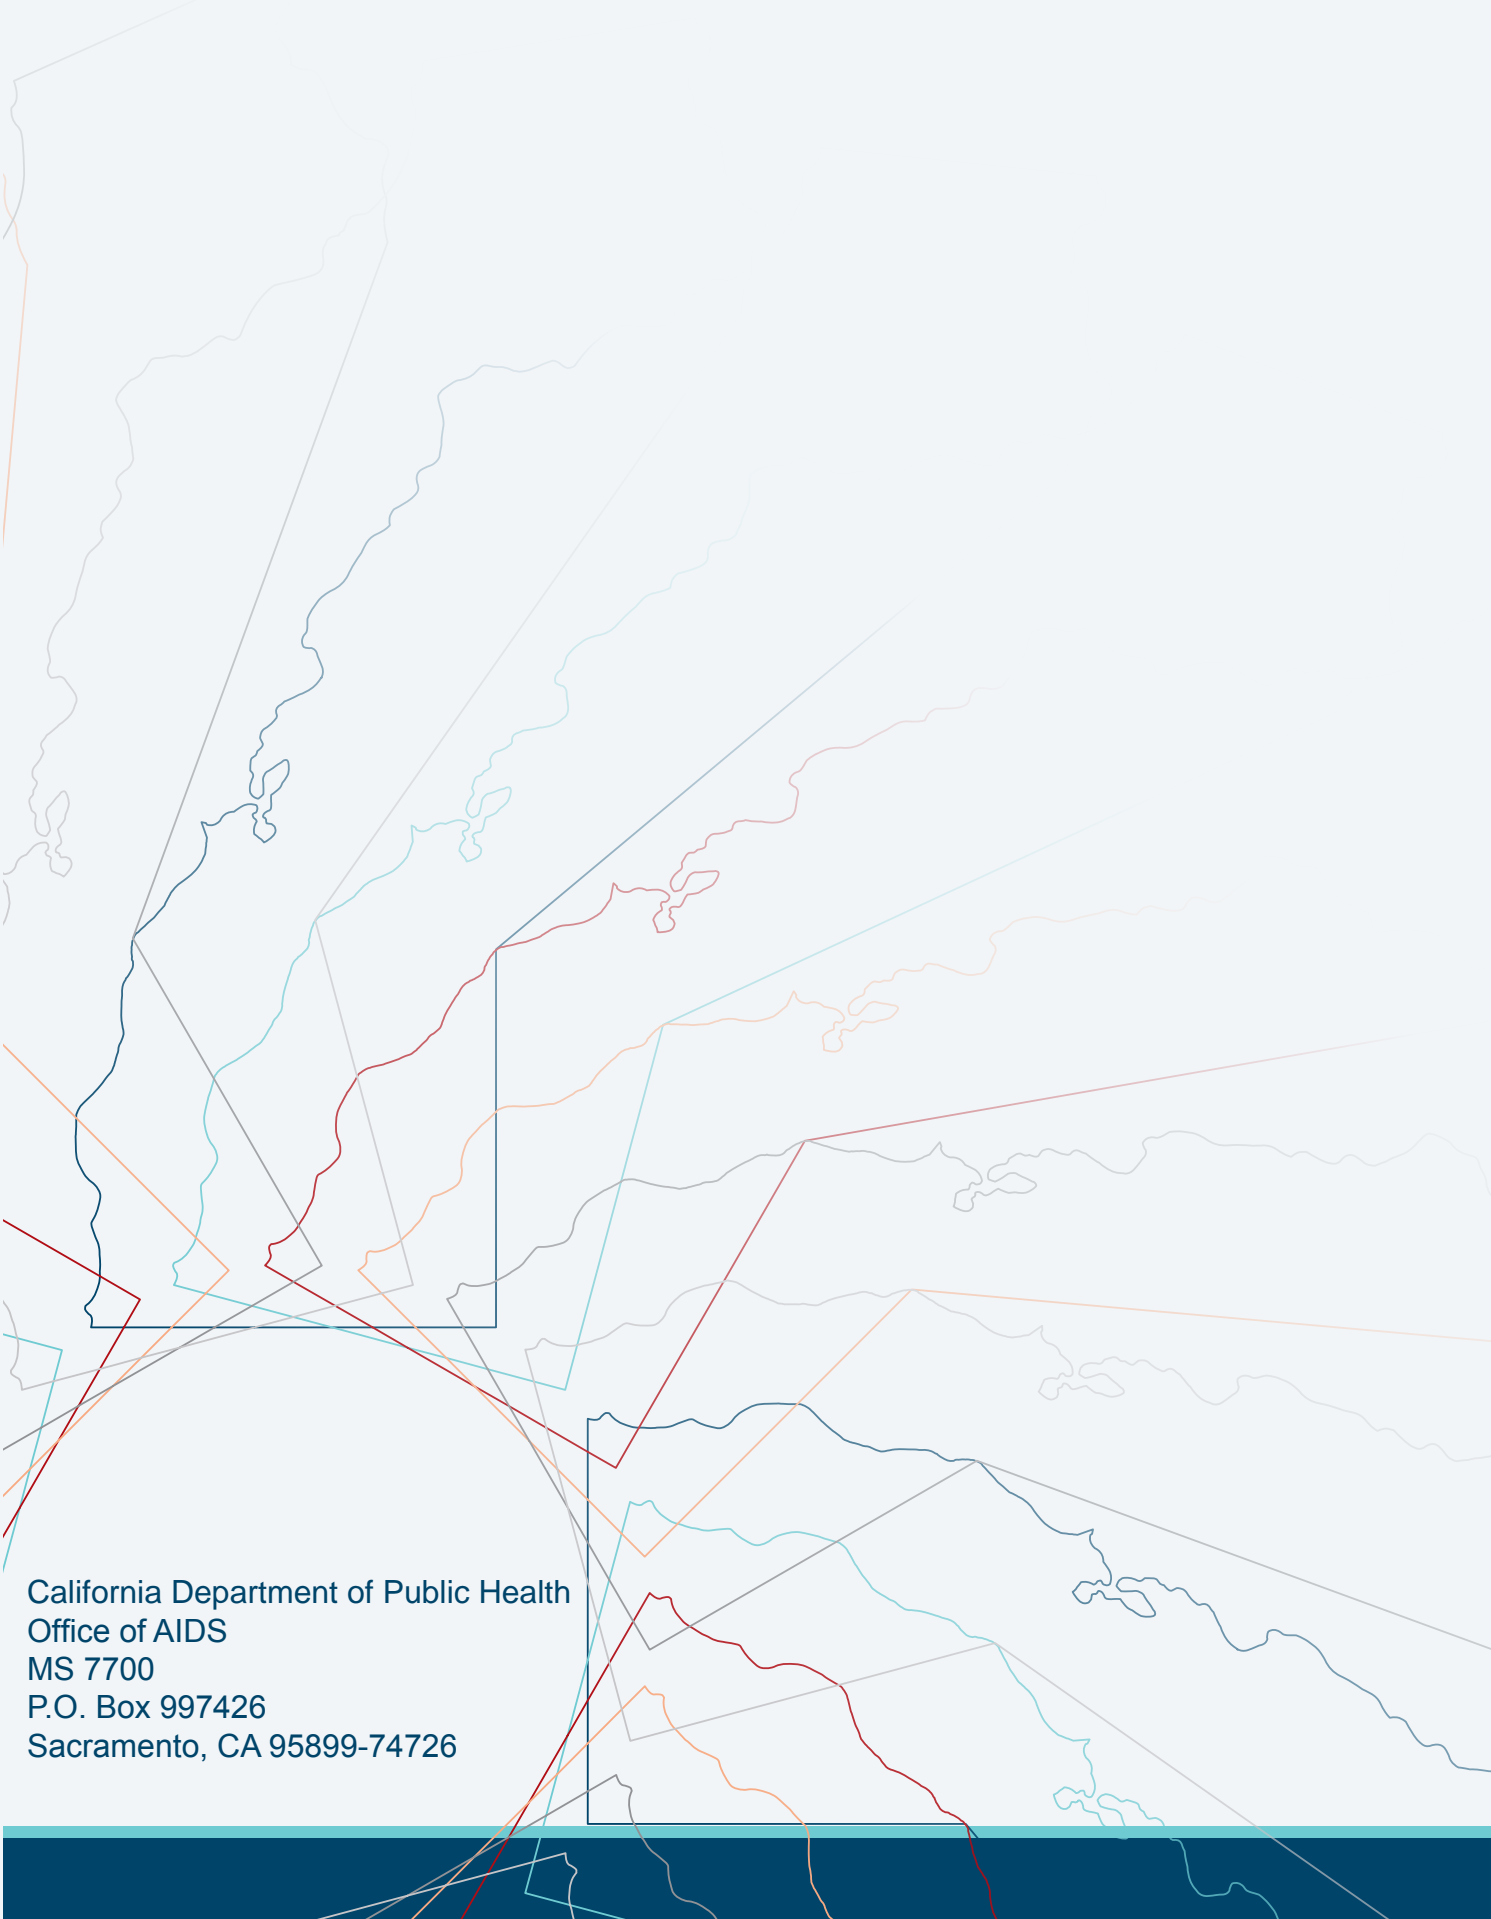 California Department of Public Health
Office of AIDS
MS 7700
P.O. Box 997426
Sacramento, CA 95899-74726